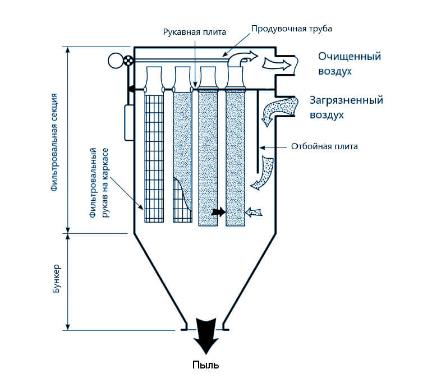 Рукавная плита
Продувочная труба
Очищенный
воздух
Загрязненный
воздух
Отбойная плита
Фильтровальная секция
Фильтровальный
рукав на каркасе
Бункер
Пыль